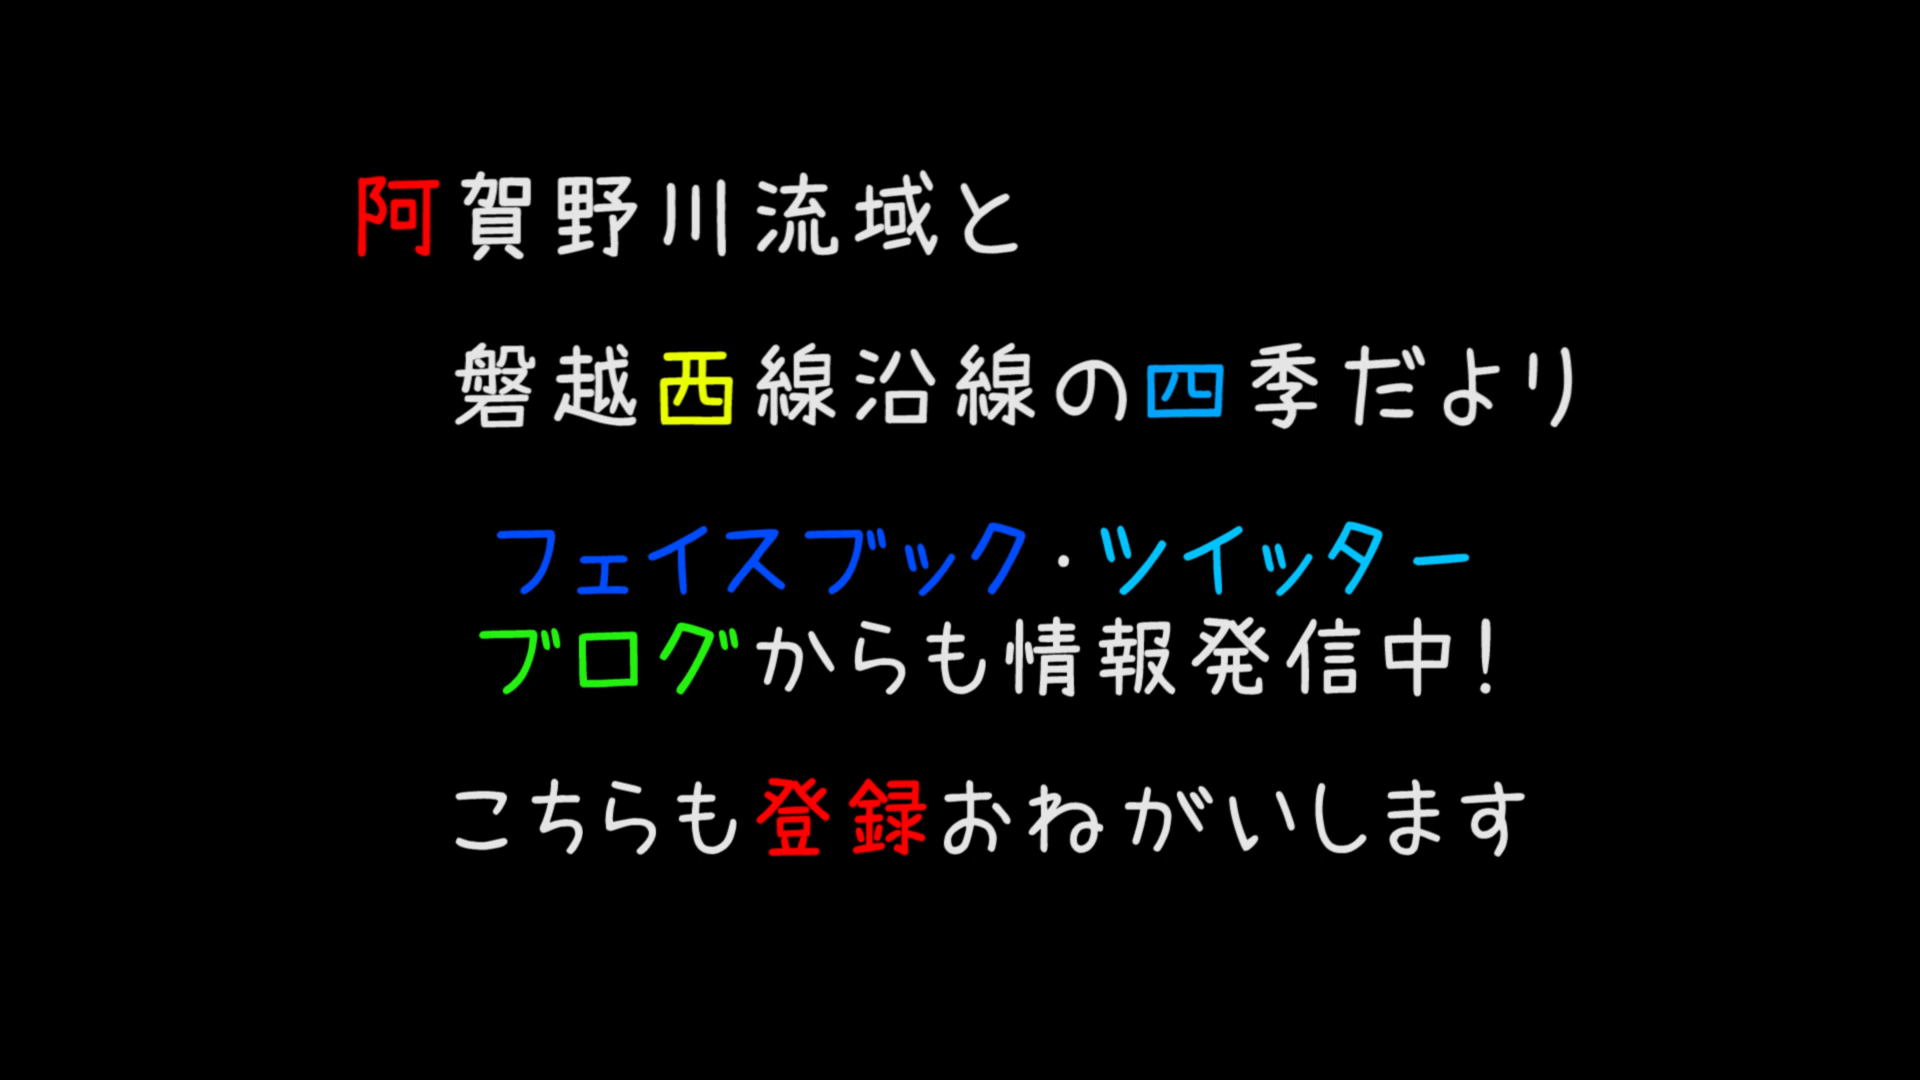 阿賀野川流域と
磐越西線沿線の四季だより
フェイスブック・ツイッター
ブログからも情報発信中!
こちらも登録おねがいします